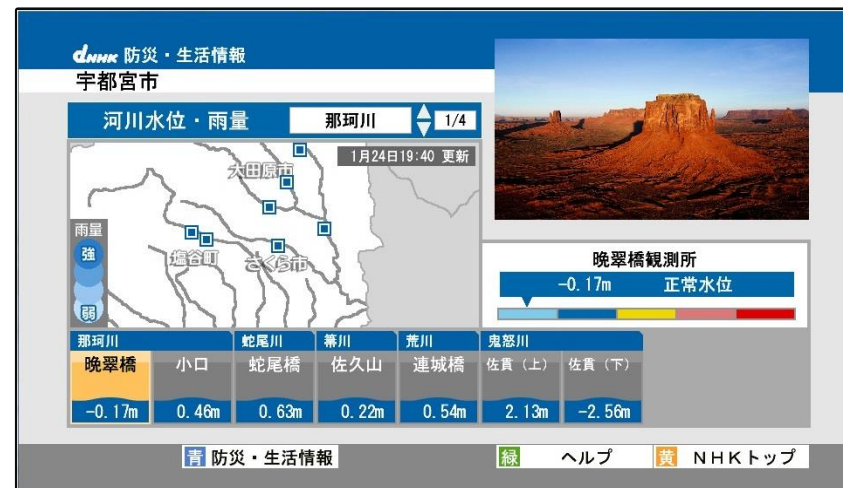 dNHK 防災・生活情報
宇都宮市
河川水位・雨量 那珂川 1/4
1月24日19:40 更新
大田原市
雨量
強
塩谷町 さくら市
弱
晩翠橋観測所
-0.17m 正常水位
那珂川 蛇尾川 箒川 荒川 鬼怒川
晩翠橋 小口 蛇尾橋 佐久山 連城橋 佐貫（上） 佐貫（下）
-0.17m 0.46m 0.63m 0.22m 0.54m 2.13m -2.56m
青 防災・生活情報 緑 ヘルプ 黄 NHKトップ